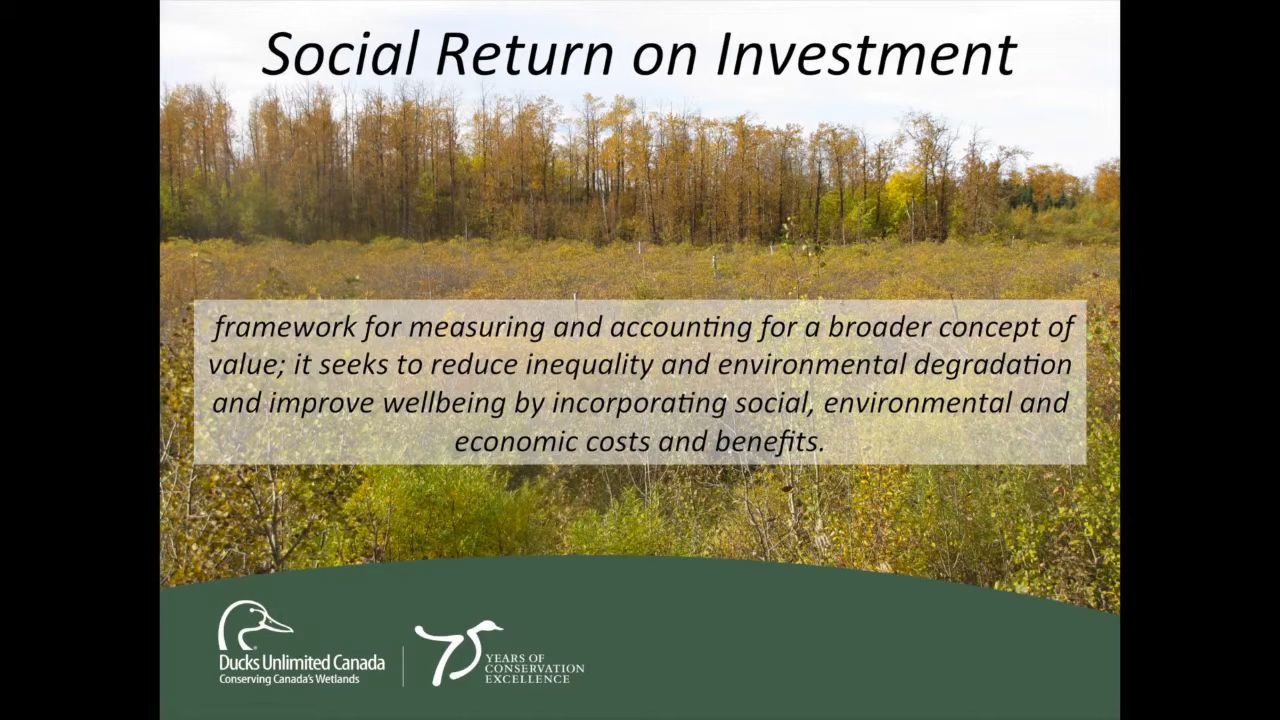 Social Return on Investment
framework for measuring and accounting for a broader concept of
value; it seeks to reduce inequality and environmental degradation
and improve wellbeing by incorporating social, environmental and
economic costs and benefits.
Ducks Unlimited Canada
Conserving Canada's Wetlands
75
YEARS OF
CONSERVATION
EXCELLENCE